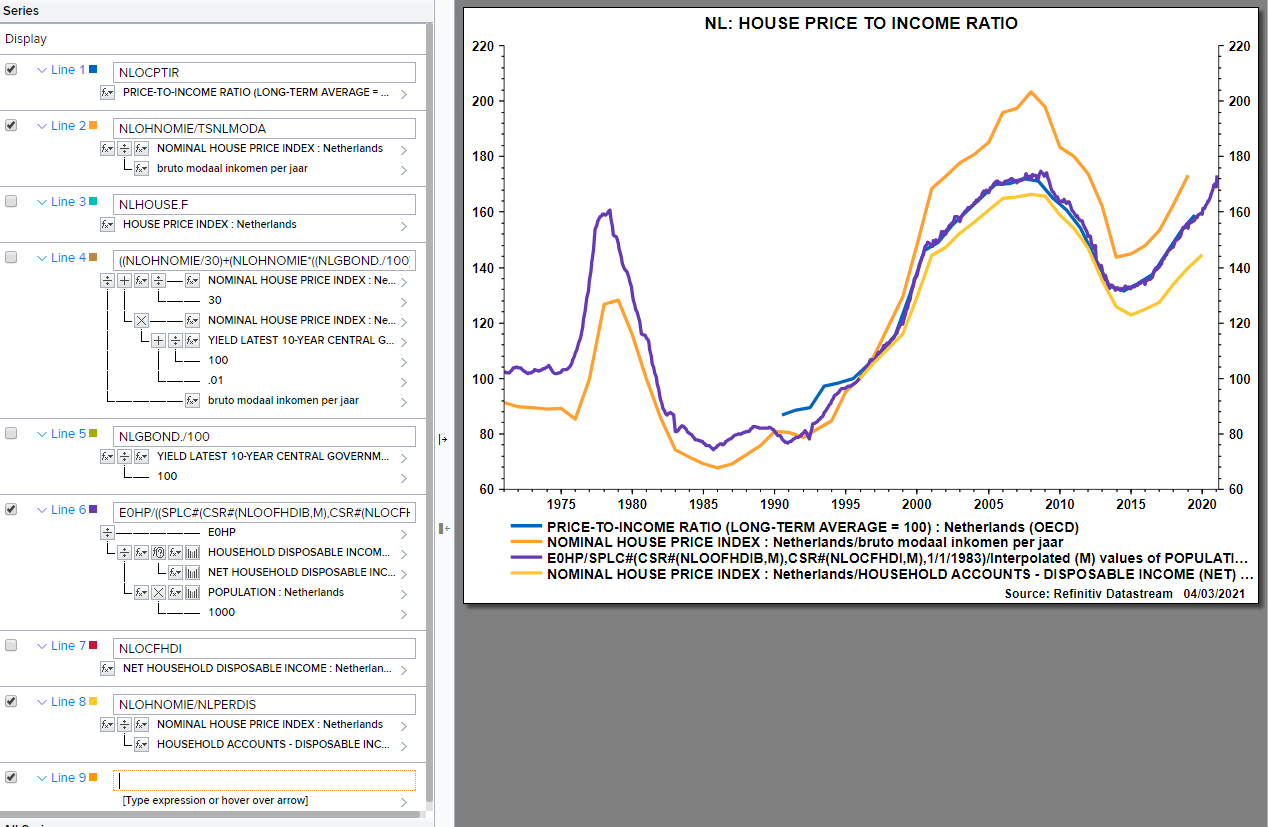 Series
Display
Line 1
NLOCPTIR
PRICE-TO-INCOME RATIO (LONG-TERM AVERAGE = ...
Line 2
NLOHNOMIE/TSNLMODA
NOMINAL HOUSE PRICE INDEX : Netherlands
bruto modaal inkomen per jaar
Line 3
NLHOUSE.F
HOUSE PRICE INDEX : Netherlands
Line 4
((NLOHNOMIE/30)+(NLOHNOMIE*((NLGBOND./100)
NOMINAL HOUSE PRICE INDEX : Ne...
30
NOMINAL HOUSE PRICE INDEX : Ne...
YIELD LATEST 10-YEAR CENTRAL G...
100
.01
bruto modaal inkomen per jaar
Line 5
NLGBOND./100
YIELD LATEST 10-YEAR CENTRAL GOVERNM...
100
Line 6
E0HP/((SPLC#(CSR#(NLOOFHDIB,M),CSR#(NLOCFH
E0HP
HOUSEHOLD DISPOSABLE INCOM...
NET HOUSEHOLD DISPOSABLE INC...
POPULATION : Netherlands
1000
Line 7
NLOCFHDI
NET HOUSEHOLD DISPOSABLE INCOME : Netherlan...
Line 8
NLOHNOMIE/NLPERDIS
NOMINAL HOUSE PRICE INDEX : Netherlands
HOUSEHOLD ACCOUNTS - DISPOSABLE INC...
Line 9
[Type expression or hover over arrow]
NL: HOUSE PRICE TO INCOME RATIO
220 220
200 200
180 180
160 160
140 140
120 120
100 100
80 80
60 60
1975 1980 1985 1990 1995 2000 2005 2010 2015 2020
PRICE-TO-INCOME RATIO (LONG-TERM AVERAGE = 100) : Netherlands (OECD)
NOMINAL HOUSE PRICE INDEX : Netherlands/bruto modaal inkomen per jaar
E0HP/SPLC#(CSR#(NLOOFHDIB,M),CSR#(NLOCFHDI,M),1/1/1983)/Interpolated (M) values of POPULATI...
NOMINAL HOUSE PRICE INDEX : Netherlands/HOUSEHOLD ACCOUNTS - DISPOSABLE INCOME (NET) ...
Source: Refinitiv Datastream 04/03/2021